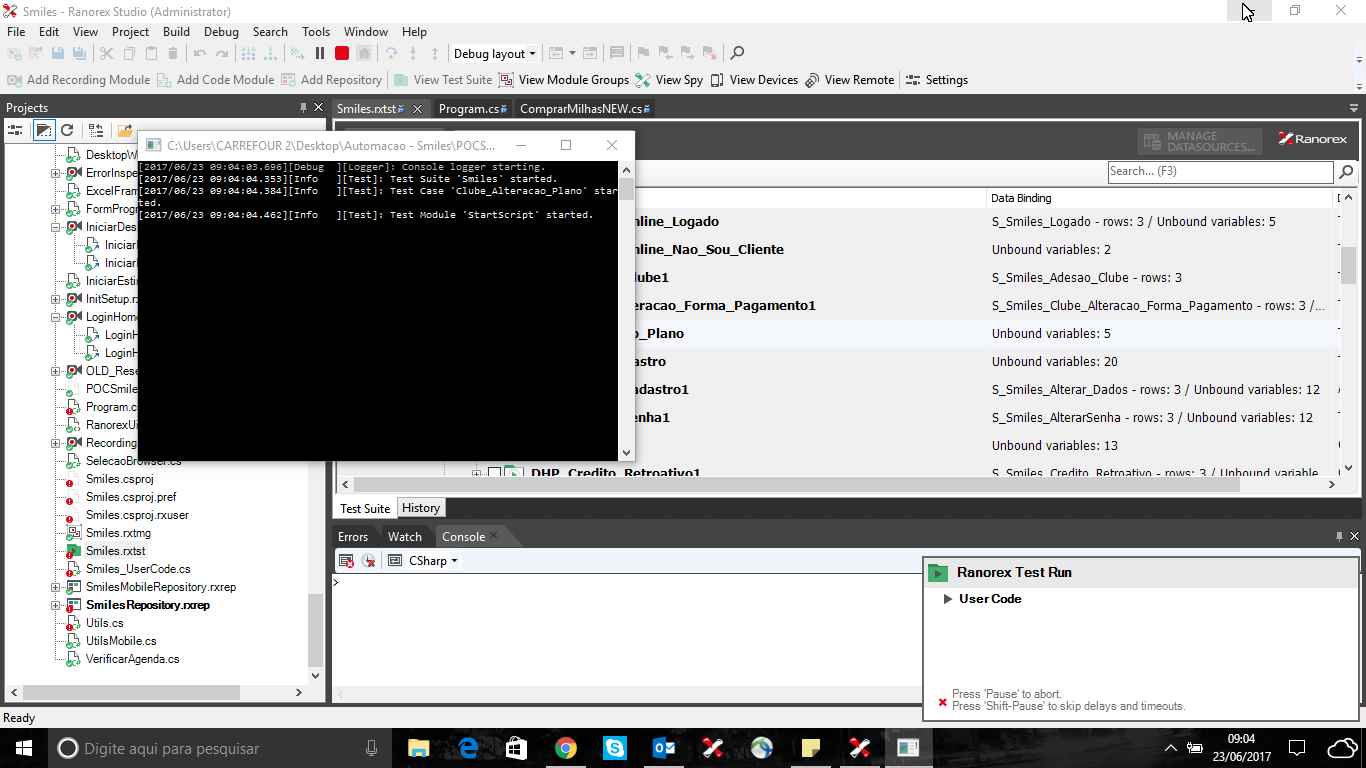 Smiles - Ranorex Studio (Administrator)
File Edit View Project Build Debug Search Tools Window Help
Debug layout
Add Recording Module Add Code Module Add Repository View Test Suite View Module Groups View Spy View Devices View Remote Settings
Projects
Smiles.rxtst Program.cs ComprarMilhasNEW.cs
MANAGE DATASOURCES... Ranorex
Search... (F3)
C:\Users\CARREFOUR 2\Desktop\Automacao - Smiles\POCS...
[2017/06/23 09:04:03.696][Debug ][Logger]: Console logger starting.
[2017/06/23 09:04:04.353][Info ][Test]: Test Suite 'Smiles' started.
[2017/06/23 09:04:04.384][Info ][Test]: Test Case 'Clube_Alteracao_Plano' star
ted.
[2017/06/23 09:04:04.462][Info ][Test]: Test Module 'StartScript' started.
DesktopW
ErrorInspe
ExcelFram
FormProgr
IniciarDes
Iniciarl
Iniciarl
IniciarEsti
InitSetup.rx
LoginHome
LoginH
LoginH
OLD_Rese
POCSmile
Program.cs
RanorexUi
Recording
SelecaoBrowser.cs
Smiles.csproj
Smiles.csproj.pref
Smiles.csproj.rxuser
Smiles.rxtmg
Smiles.rxtst
Smiles_UserCode.cs
SmilesMobileRepository.rxrep
SmilesRepository.rxrep
Utils.cs
UtilsMobile.cs
VerificarAgenda.cs
Data Binding
nline_Logado S_Smiles_Logado - rows: 3 / Unbound variables: 5
nline_Nao_Sou_Cliente Unbound variables: 2
lube1 S_Smiles_Adesao_Clube - rows: 3
eracao_Forma_Pagamento1 S_Smiles_Clube_Alteracao_Forma_Pagamento - rows: 3 /...
o_Plano Unbound variables: 5
astro Unbound variables: 20
adastro1 S_Smiles_Alterar_Dados - rows: 3 / Unbound variables: 12
enha1 S_Smiles_AlterarSenha - rows: 3 / Unbound variables: 12
Unbound variables: 13
DHP_Credito_Retroativo1 S_Smiles_Credito_Retroativo - rows: 3 / Unbound variable
Test Suite History
Errors Watch Console
CSharp
>
Ranorex Test Run
User Code
Press 'Pause' to abort.
Press 'Shift-Pause' to skip delays and timeouts.
Ready
Digite aqui para pesquisar
09:04
23/06/2017